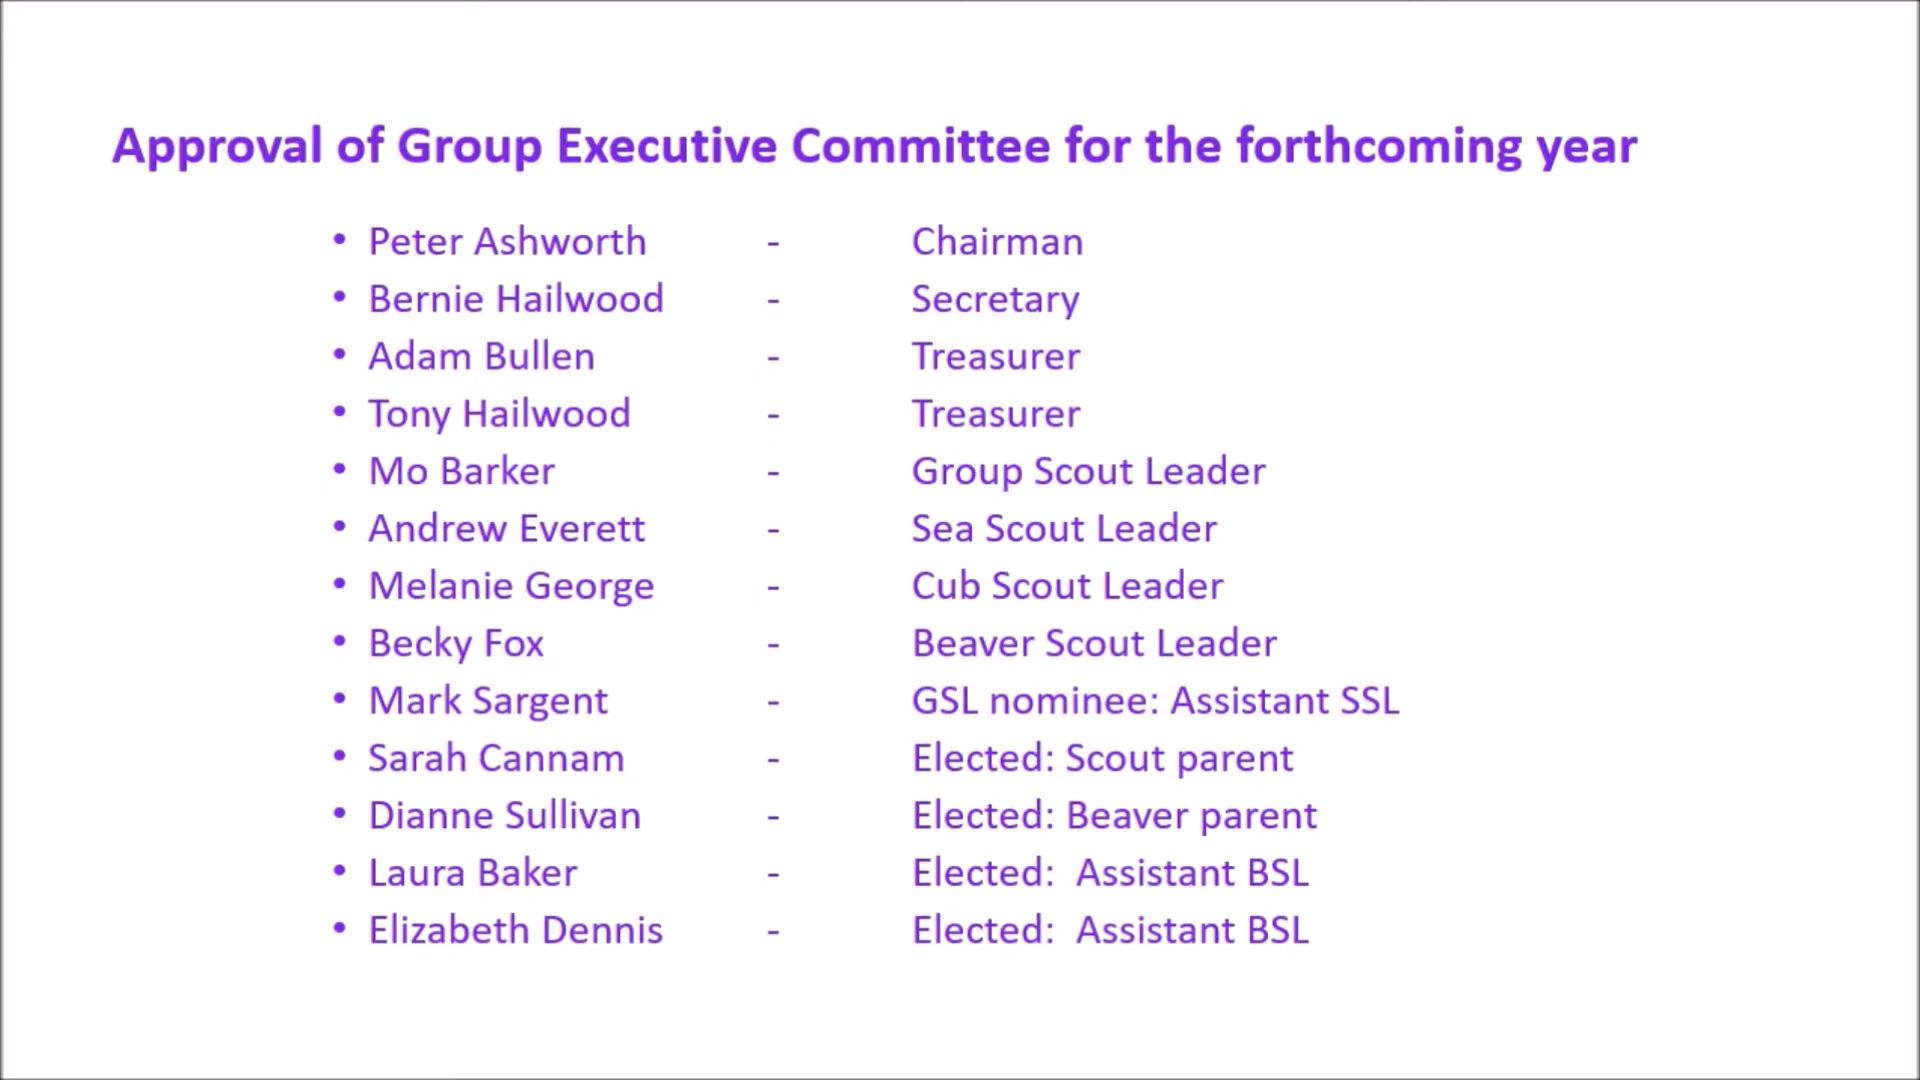 Approval of Group Executive Committee for the forthcoming year
• Peter Ashworth - Chairman
• Bernie Hailwood - Secretary
• Adam Bullen - Treasurer
• Tony Hailwood - Treasurer
• Mo Barker - Group Scout Leader
• Andrew Everett - Sea Scout Leader
• Melanie George - Cub Scout Leader
• Becky Fox - Beaver Scout Leader
• Mark Sargent - GSL nominee: Assistant SSL
• Sarah Cannam - Elected: Scout parent
• Dianne Sullivan - Elected: Beaver parent
• Laura Baker - Elected:  Assistant BSL
• Elizabeth Dennis - Elected:  Assistant BSL